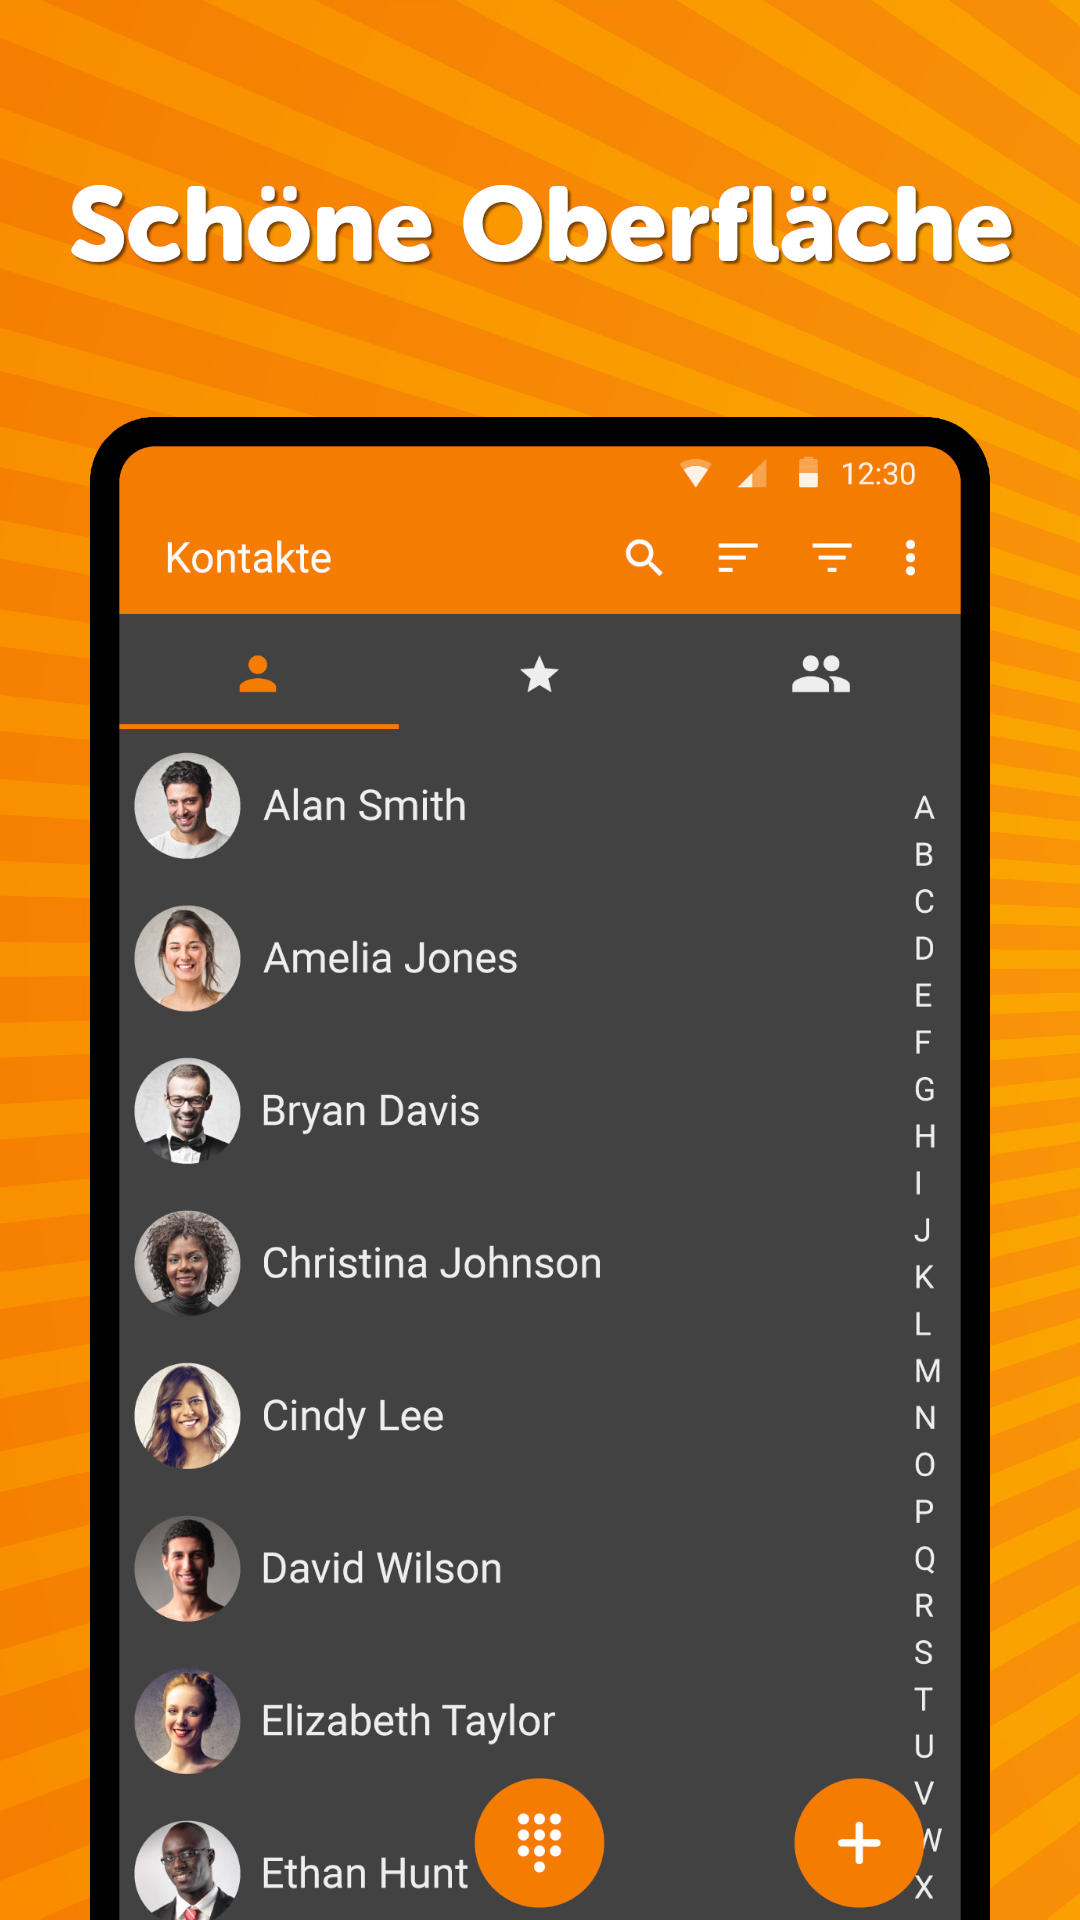 Schöne Oberfläche
12:30
Kontakte
Alan Smith
Amelia Jones
Bryan Davis
Christina Johnson
Cindy Lee
David Wilson
Elizabeth Taylor
Ethan Hunt
A
B
C
D
E
F
G
H
I
J
K
L
M
N
O
P
Q
R
S
T
U
V
W
X